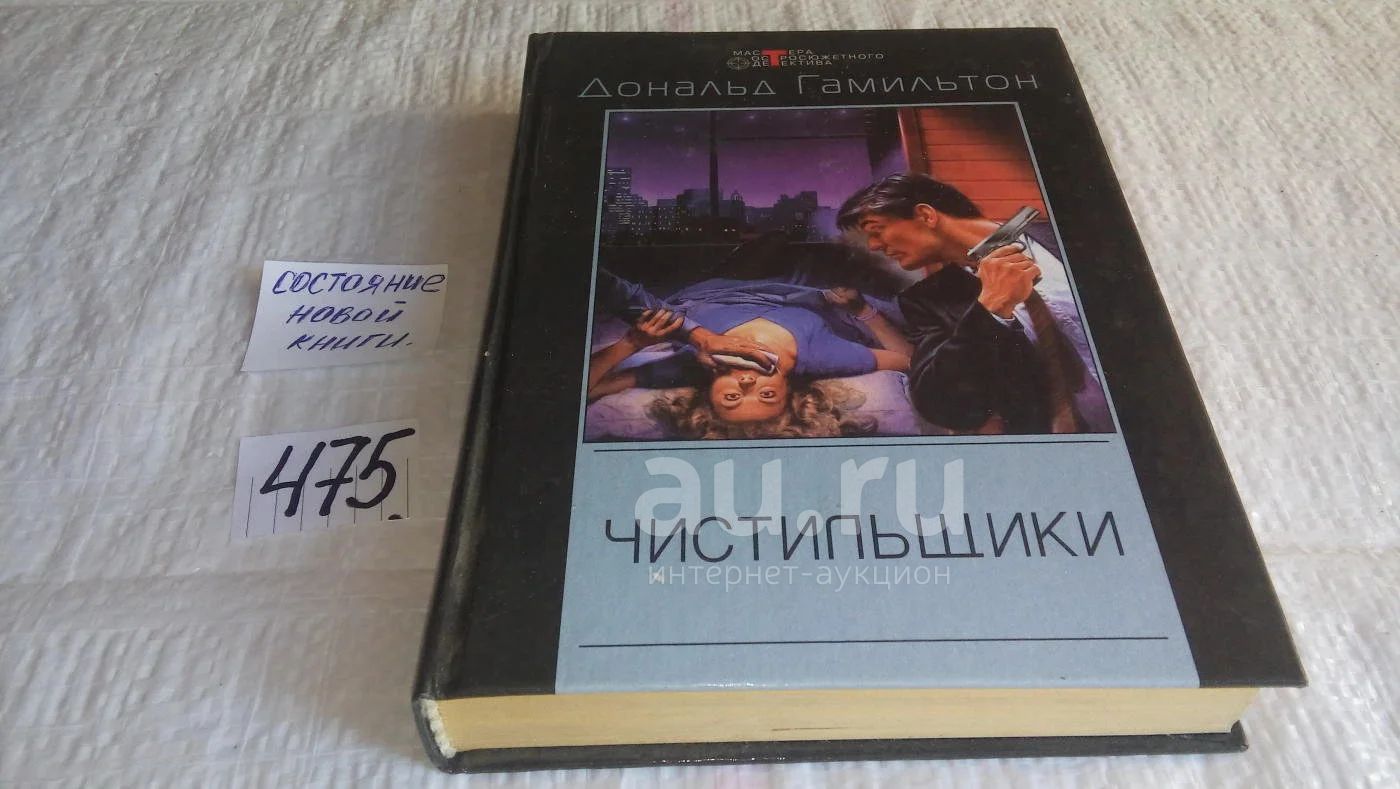 МАСТЕРА
ОСТРОСЮЖЕТНОГО
ДЕТЕКТИВА
Дональд Гамильтон
состояние
новой
книги.
475.
au.ru
ЧИСТИЛЬЩИКИ
интернет-аукцион